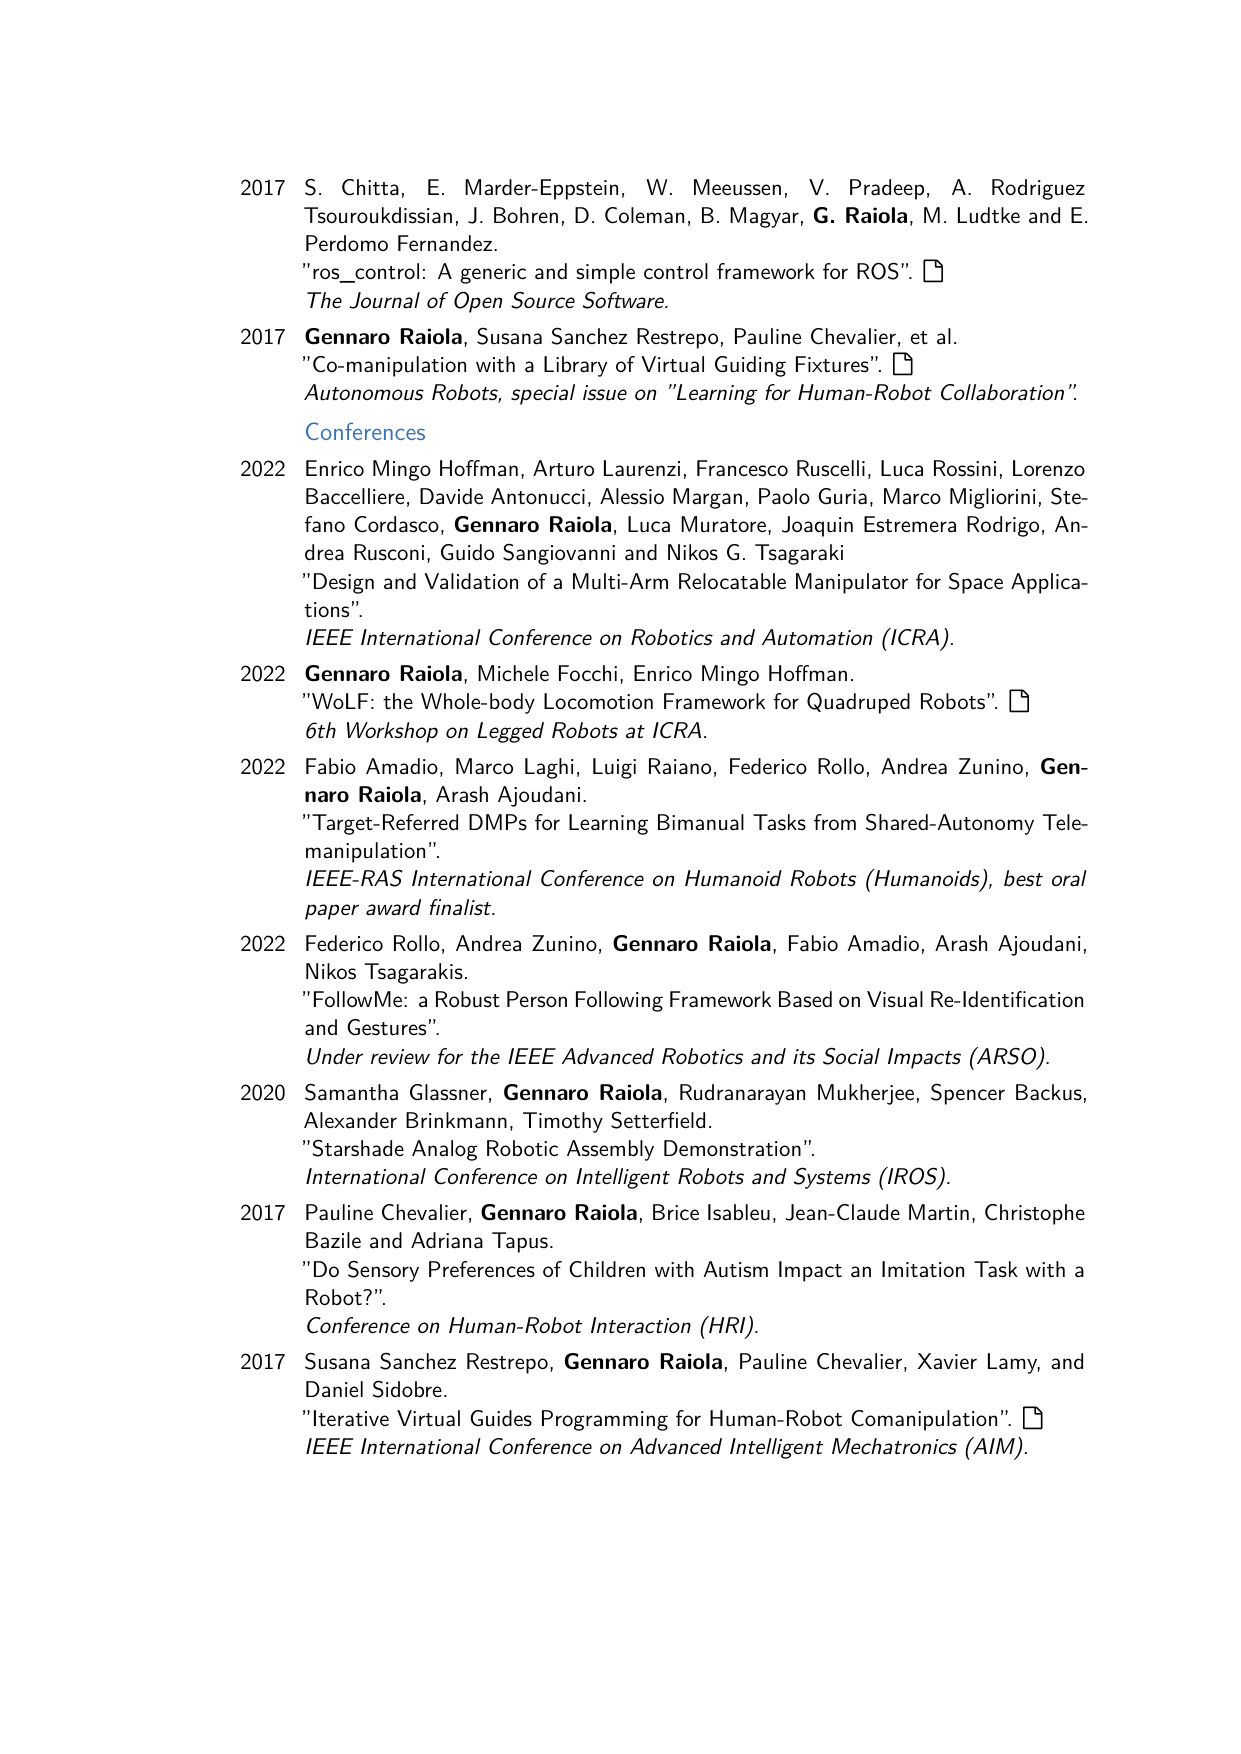 2017 S. Chitta, E. Marder-Eppstein, W. Meeussen, V. Pradeep, A. Rodriguez
Tsouroukdissian, J. Bohren, D. Coleman, B. Magyar, G. Raiola, M. Ludtke and E.
Perdomo Fernandez.
”ros_control: A generic and simple control framework for ROS”.
The Journal of Open Source Software.
2017 Gennaro Raiola, Susana Sanchez Restrepo, Pauline Chevalier, et al.
”Co-manipulation with a Library of Virtual Guiding Fixtures”.
Autonomous Robots, special issue on ”Learning for Human-Robot Collaboration”.
Conferences
2022 Enrico Mingo Hoffman, Arturo Laurenzi, Francesco Ruscelli, Luca Rossini, Lorenzo
Baccelliere, Davide Antonucci, Alessio Margan, Paolo Guria, Marco Migliorini, Ste-
fano Cordasco, Gennaro Raiola, Luca Muratore, Joaquin Estremera Rodrigo, An-
drea Rusconi, Guido Sangiovanni and Nikos G. Tsagaraki
”Design and Validation of a Multi-Arm Relocatable Manipulator for Space Applica-
tions”.
IEEE International Conference on Robotics and Automation (ICRA).
2022 Gennaro Raiola, Michele Focchi, Enrico Mingo Hoffman.
”WoLF: the Whole-body Locomotion Framework for Quadruped Robots”.
6th Workshop on Legged Robots at ICRA.
2022 Fabio Amadio, Marco Laghi, Luigi Raiano, Federico Rollo, Andrea Zunino, Gen-
naro Raiola, Arash Ajoudani.
”Target-Referred DMPs for Learning Bimanual Tasks from Shared-Autonomy Tele-
manipulation”.
IEEE-RAS International Conference on Humanoid Robots (Humanoids), best oral
paper award finalist.
2022 Federico Rollo, Andrea Zunino, Gennaro Raiola, Fabio Amadio, Arash Ajoudani,
Nikos Tsagarakis.
”FollowMe: a Robust Person Following Framework Based on Visual Re-Identification
and Gestures”.
Under review for the IEEE Advanced Robotics and its Social Impacts (ARSO).
2020 Samantha Glassner, Gennaro Raiola, Rudranarayan Mukherjee, Spencer Backus,
Alexander Brinkmann, Timothy Setterfield.
”Starshade Analog Robotic Assembly Demonstration”.
International Conference on Intelligent Robots and Systems (IROS).
2017 Pauline Chevalier, Gennaro Raiola, Brice Isableu, Jean-Claude Martin, Christophe
Bazile and Adriana Tapus.
”Do Sensory Preferences of Children with Autism Impact an Imitation Task with a
Robot?”.
Conference on Human-Robot Interaction (HRI).
2017 Susana Sanchez Restrepo, Gennaro Raiola, Pauline Chevalier, Xavier Lamy, and
Daniel Sidobre.
”Iterative Virtual Guides Programming for Human-Robot Comanipulation”.
IEEE International Conference on Advanced Intelligent Mechatronics (AIM).